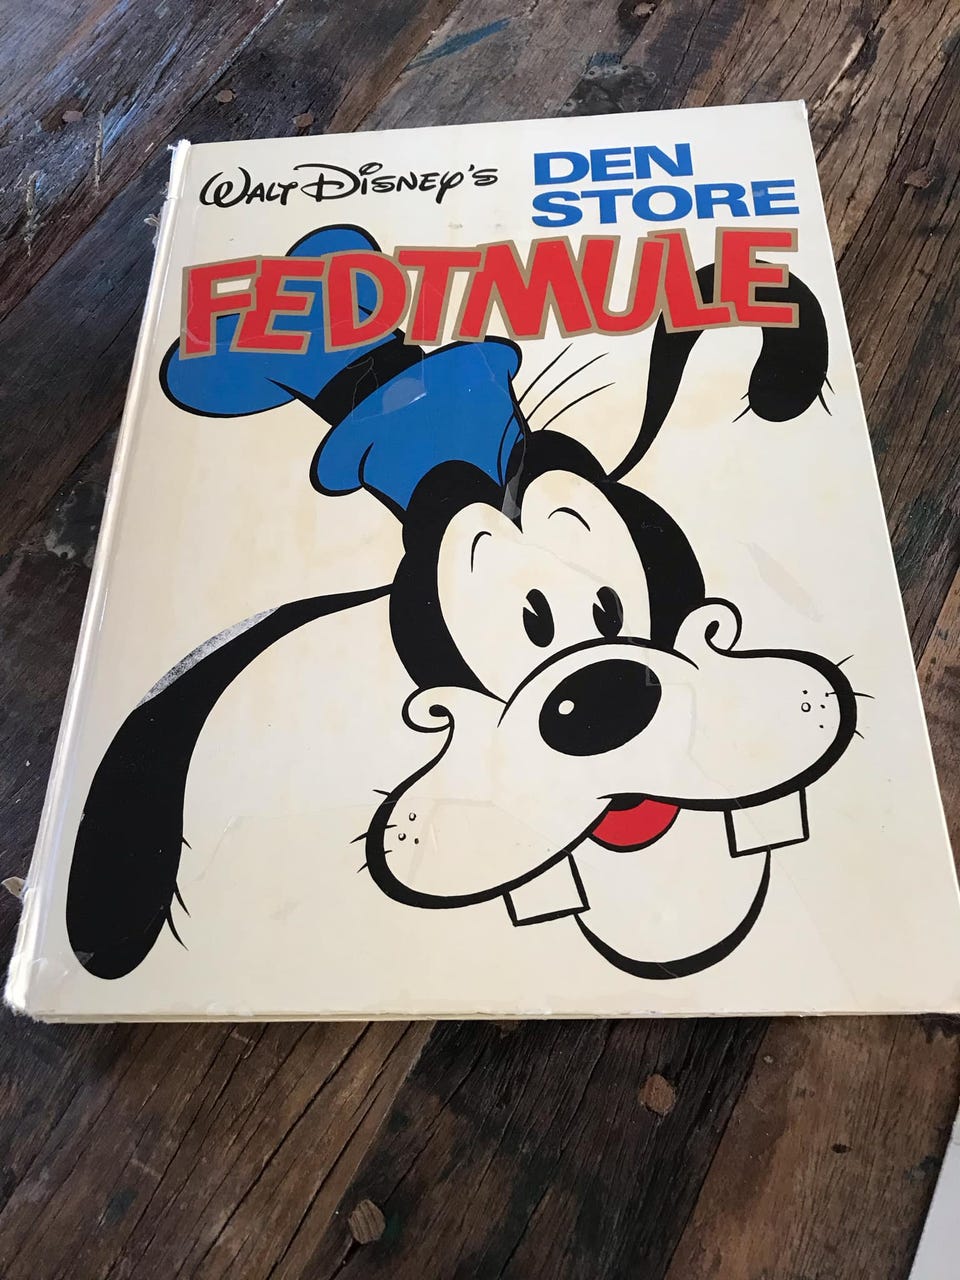 WALT DISNEY'S
DEN
STORE
FEDTMULE